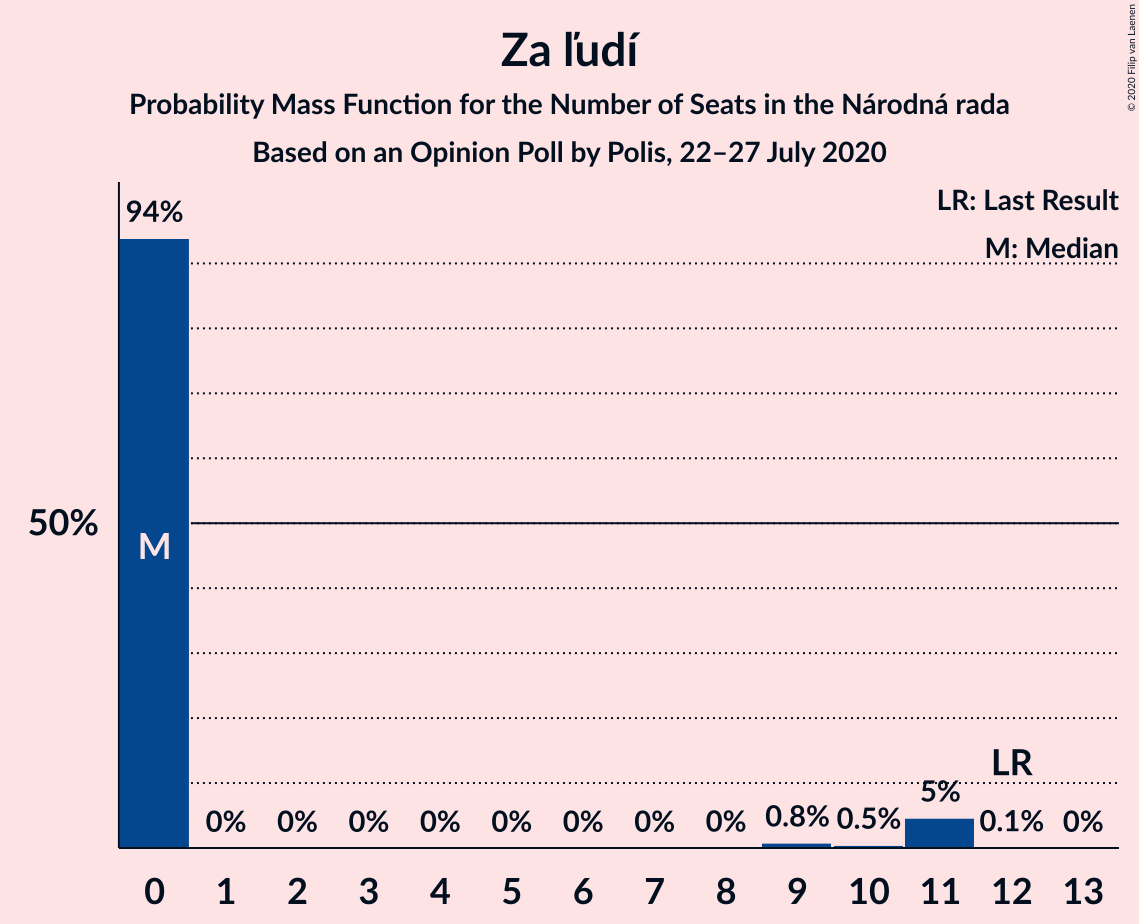 Za ľudí
Probability Mass Function for the Number of Seats in the Národná rada
Based on an Opinion Poll by Polis, 22–27 July 2020
© 2020 Filip van Laenen
LR: Last Result
M: Median
94%
50%
M
LR
0% 0% 0% 0% 0% 0% 0% 0% 0.8% 0.5% 5% 0.1% 0%
0 1 2 3 4 5 6 7 8 9 10 11 12 13